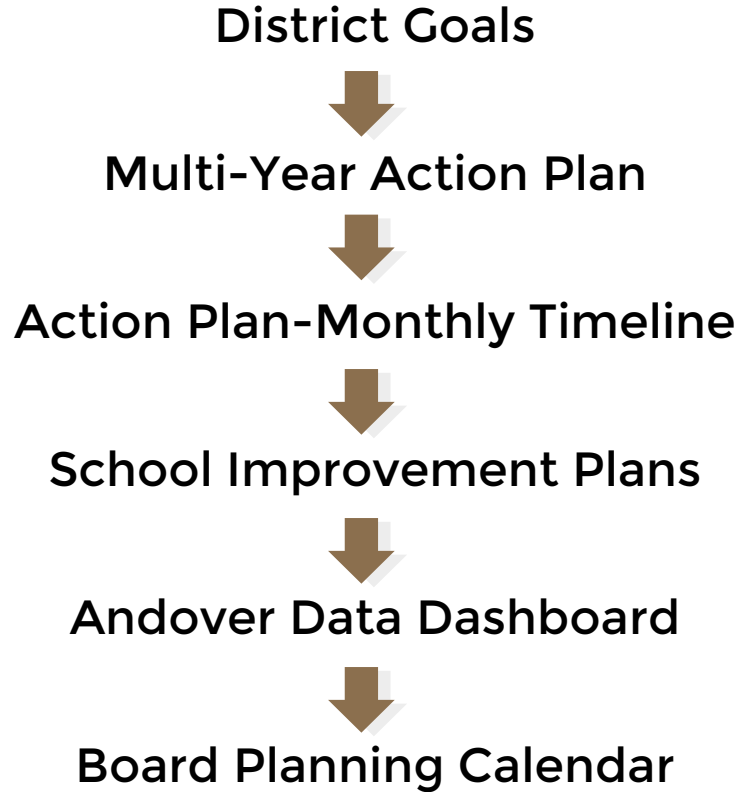 District Goals
Multi-Year Action Plan
Action Plan-Monthly Timeline
School Improvement Plans
Andover Data Dashboard
Board Planning Calendar